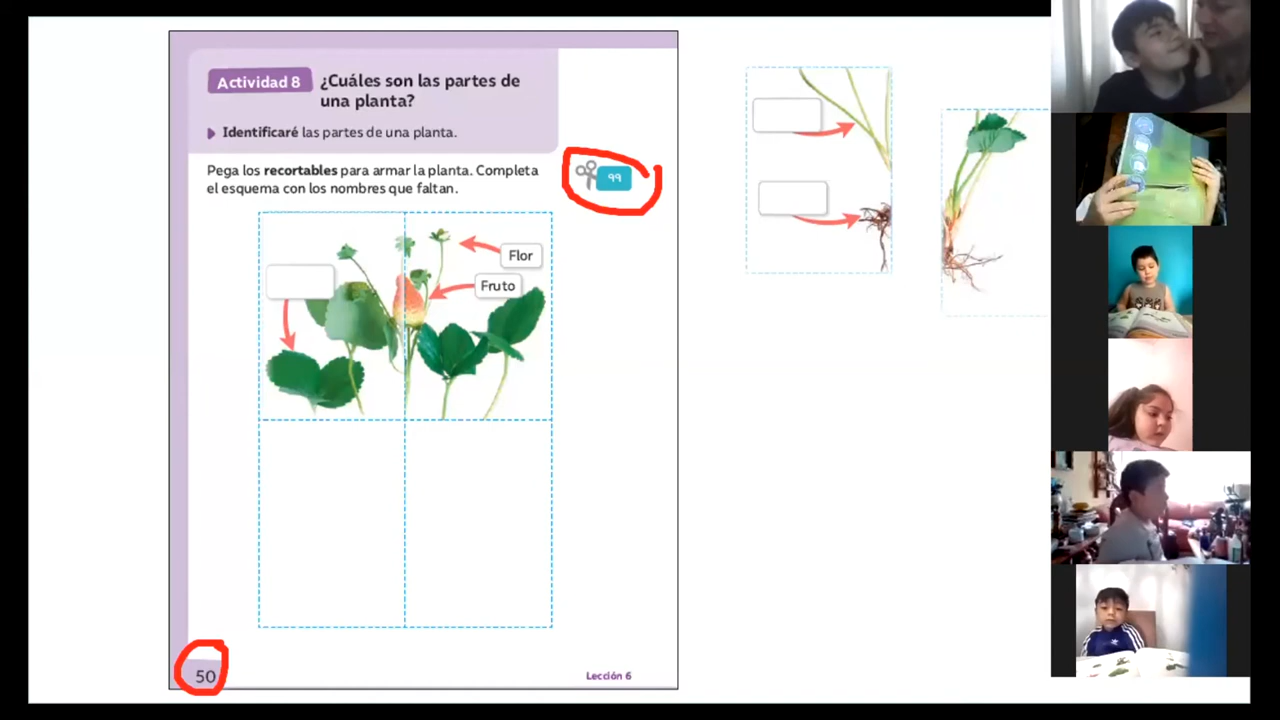 Actividad 8
¿Cuáles son las partes de
una planta?
Identificaré las partes de una planta.
Pega los recortables para armar la planta. Completa
el esquema con los nombres que faltan.
99
Flor
Fruto
50
Lección 6